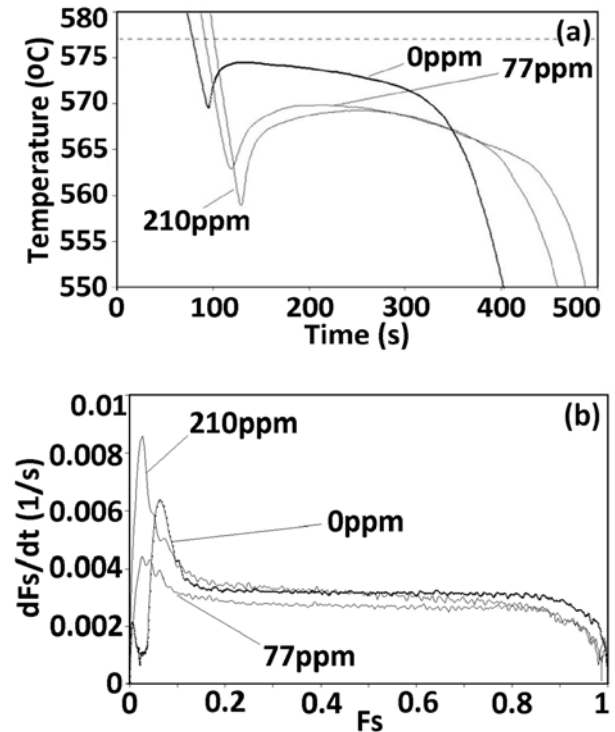 580
575
570
565
560
555
550
Temperature (ºC)
(a)
0ppm
77ppm
210ppm
0 100 200 300 400 500
Time (s)
0.01
0.008
0.006
0.004
0.002
0
dFs/dt (1/s)
(b)
210ppm
0ppm
77ppm
0 0.2 0.4 0.6 0.8 1
Fs